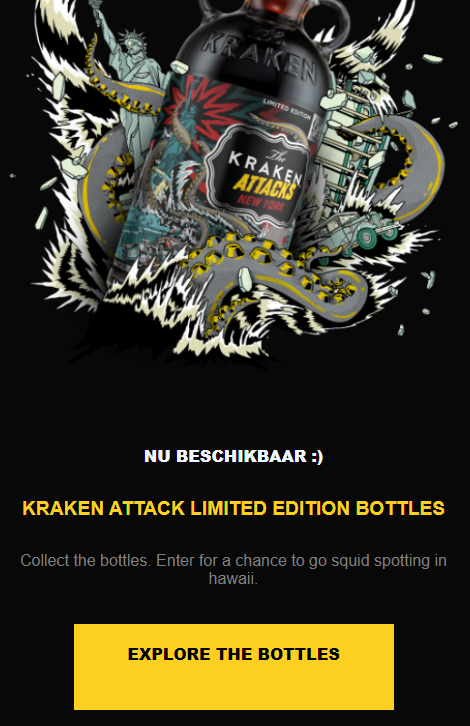 KRAKEN
LIMITED EDITION
The
KRAKEN
ATTACKS
NEW YORK
NU BESCHIKBAAR :)
KRAKEN ATTACK LIMITED EDITION BOTTLES
Collect the bottles. Enter for a chance to go squid spotting in
hawaii.
EXPLORE THE BOTTLES